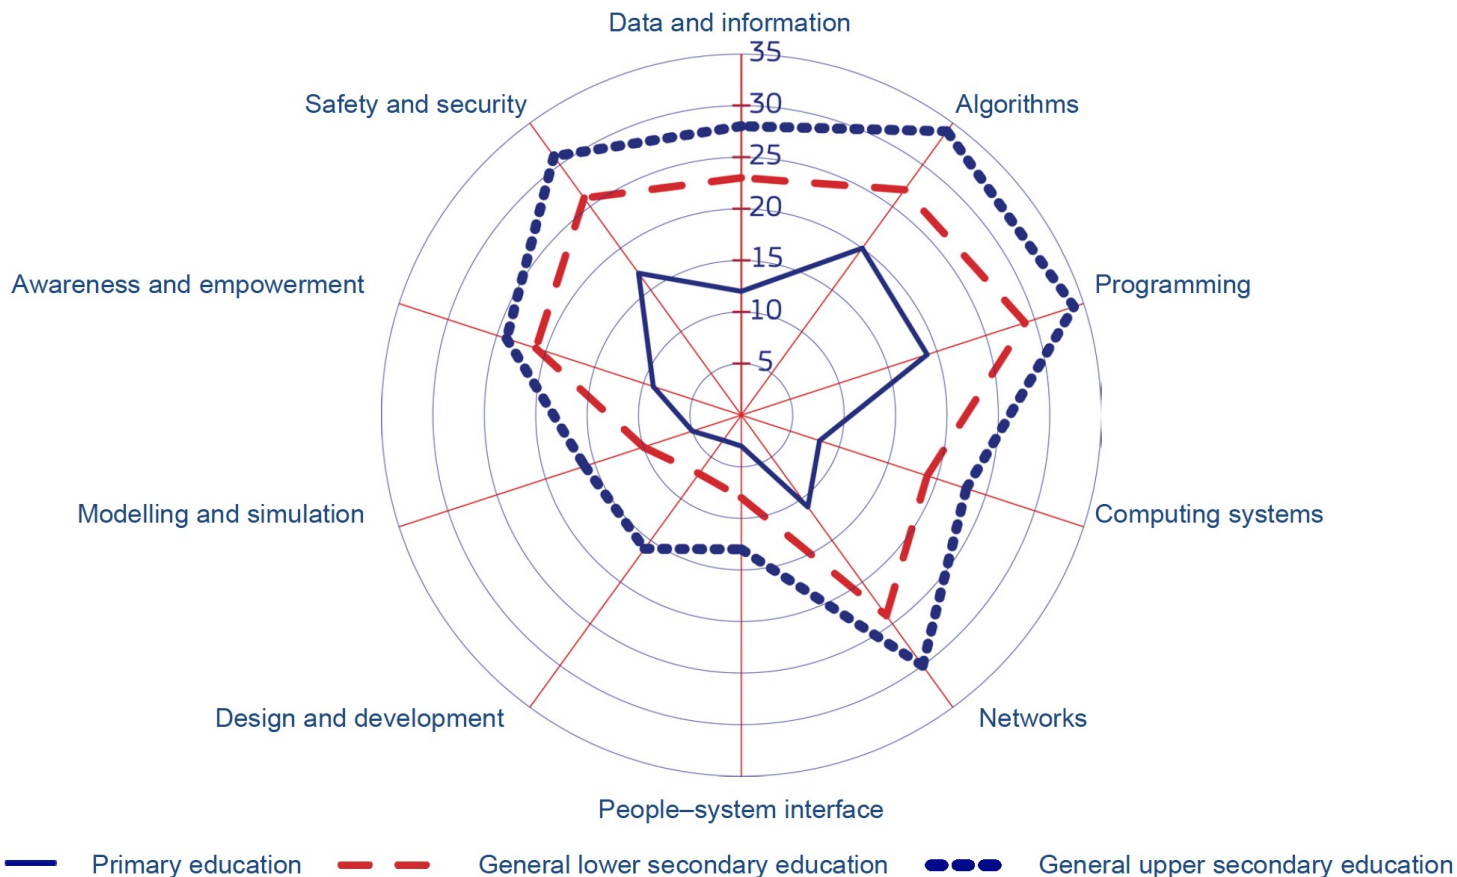 Data and information
35
Safety and security
30
Algorithms
25
20
Awareness and empowerment
15
Programming
10
5
Modelling and simulation
Computing systems
Design and development
Networks
People–system interface
Primary education
General lower secondary education
General upper secondary education